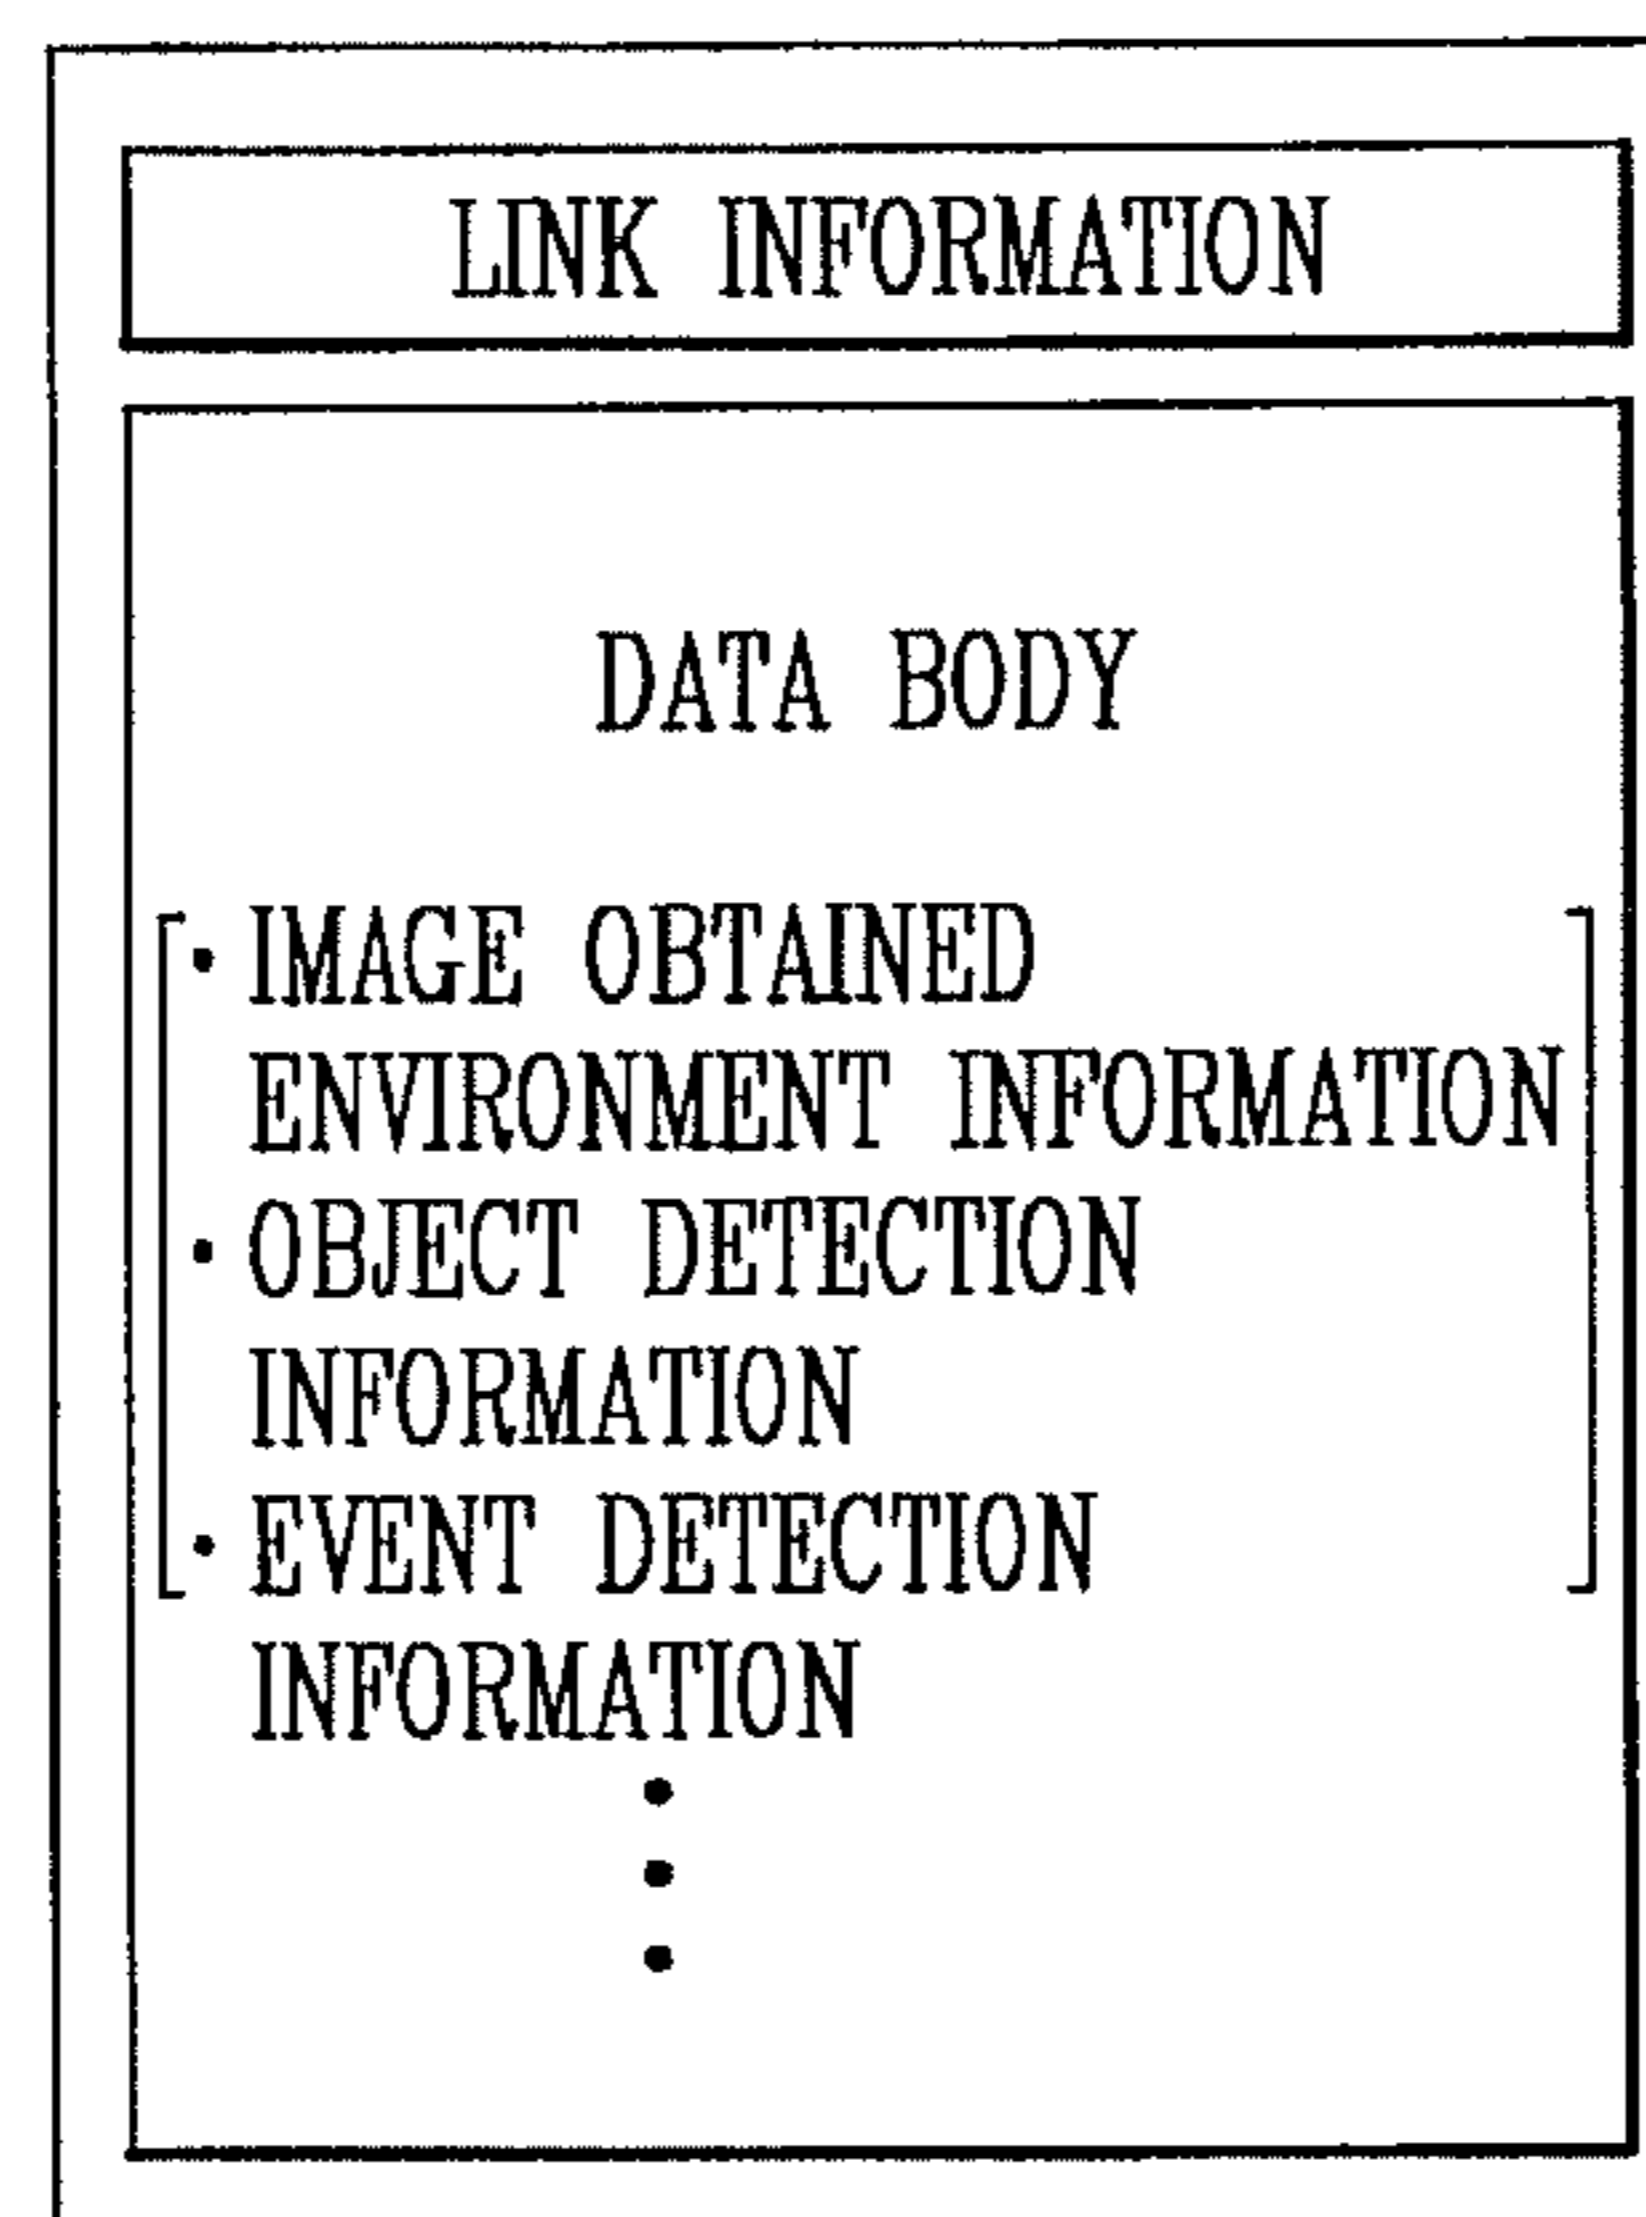 LINK INFORMATION
DATA BODY
• IMAGE OBTAINED
ENVIRONMENT INFORMATION
• OBJECT DETECTION
INFORMATION
• EVENT DETECTION
INFORMATION